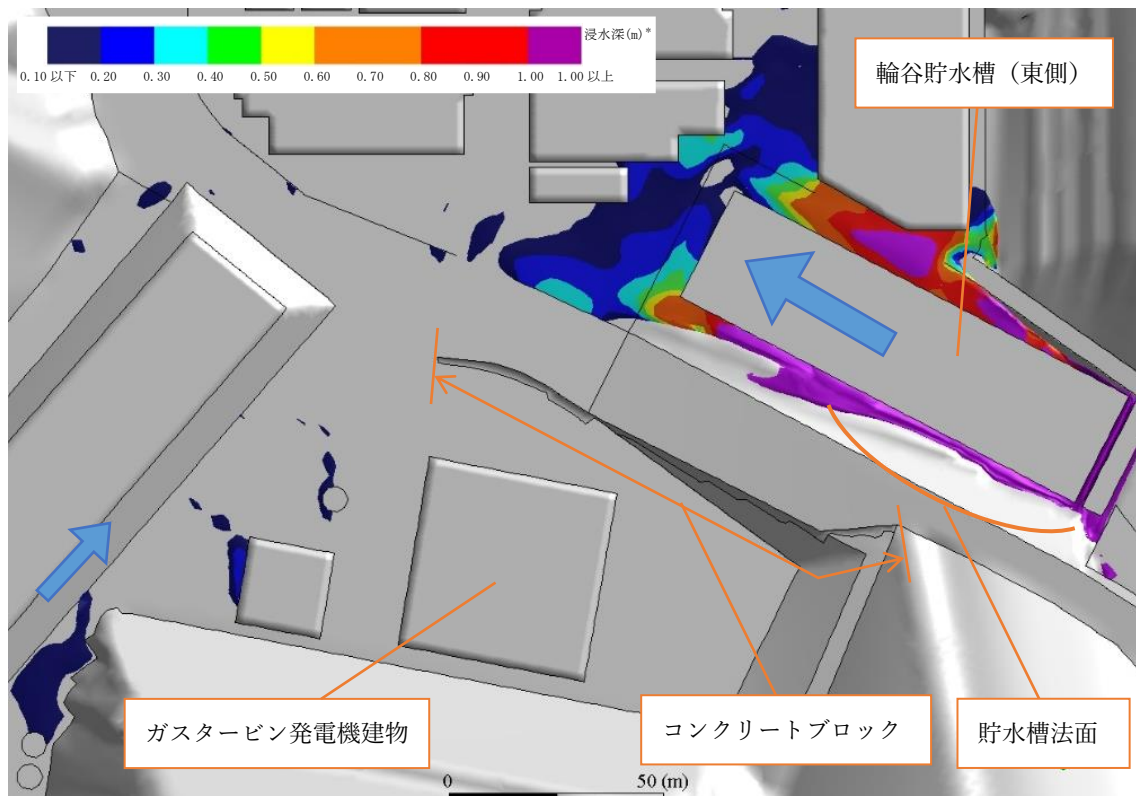 浸水深(m)*
0.10 以下 0.20 0.30 0.40 0.50 0.60 0.70 0.80 0.90 1.00 1.00 以上
輪谷貯水槽（東側）
ガスタービン発電機建物
コンクリートブロック
貯水槽法面
0 50 (m)